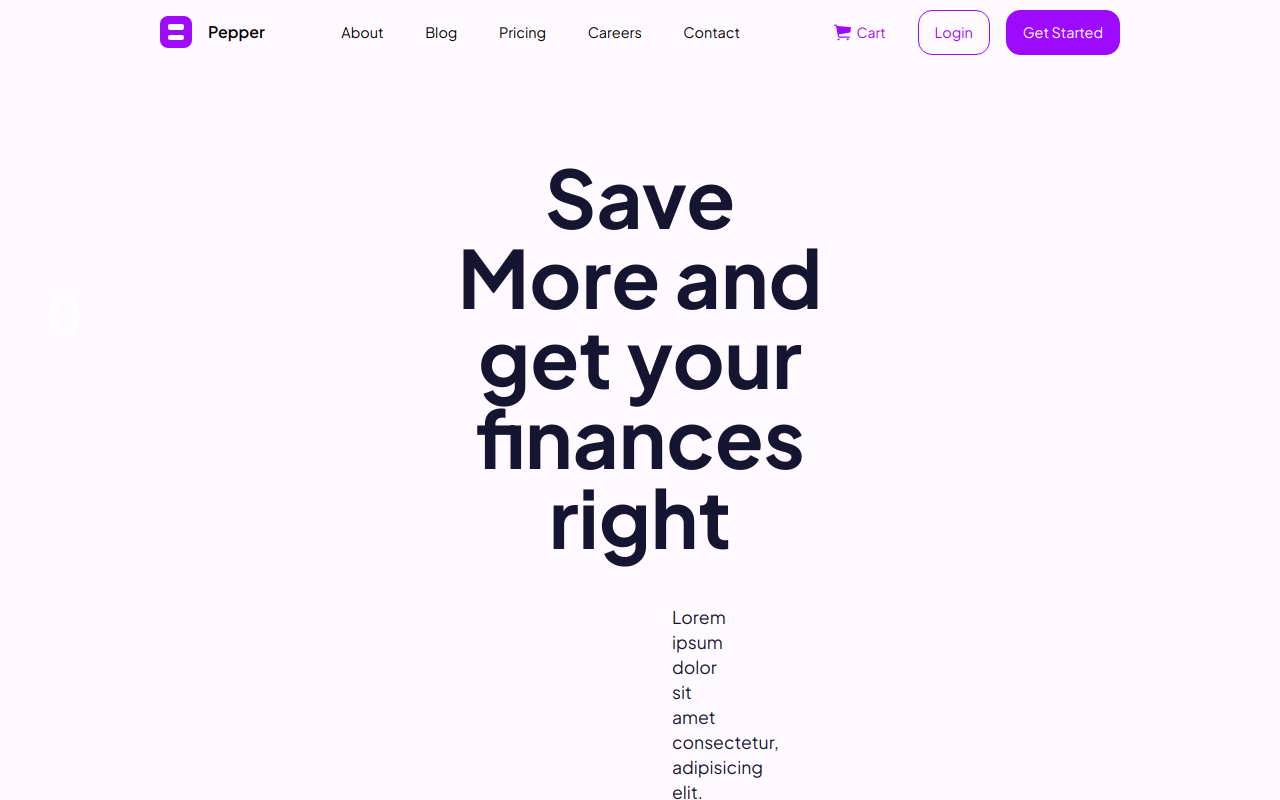 Pepper
About
Blog
Pricing
Careers
Contact
Cart
Login
Get Started
Save
More and
get your
finances
right
0
Lorem
ipsum
dolor
sit
amet
consectetur,
adipisicing
elit.